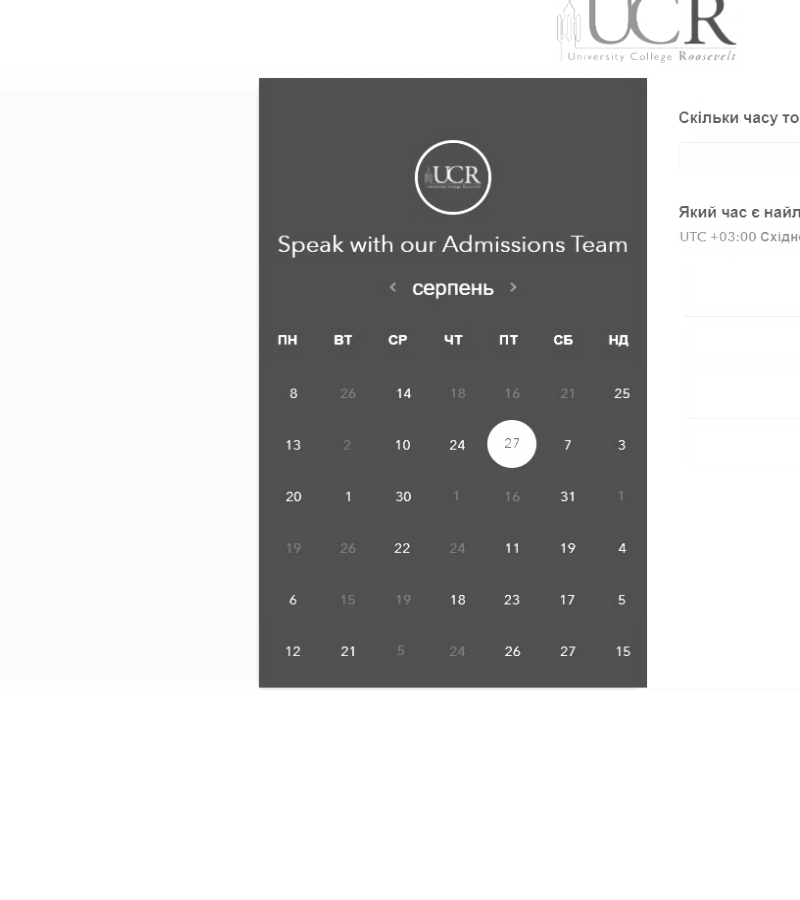 UCR
University College Roosevelt
UCR
University College Roosevelt
Speak with our Admissions Team
‹ серпень ›
ПН ВТ СР ЧТ ПТ СБ НД
8 26 14 18 16 21 25
13 2 10 24 27 7 3
20 1 30 1 16 31 1
19 26 22 24 11 19 4
6 15 19 18 23 17 5
12 21 5 24 26 27 15
Скільки часу то
Який час є найл
UTC +03:00 Східн